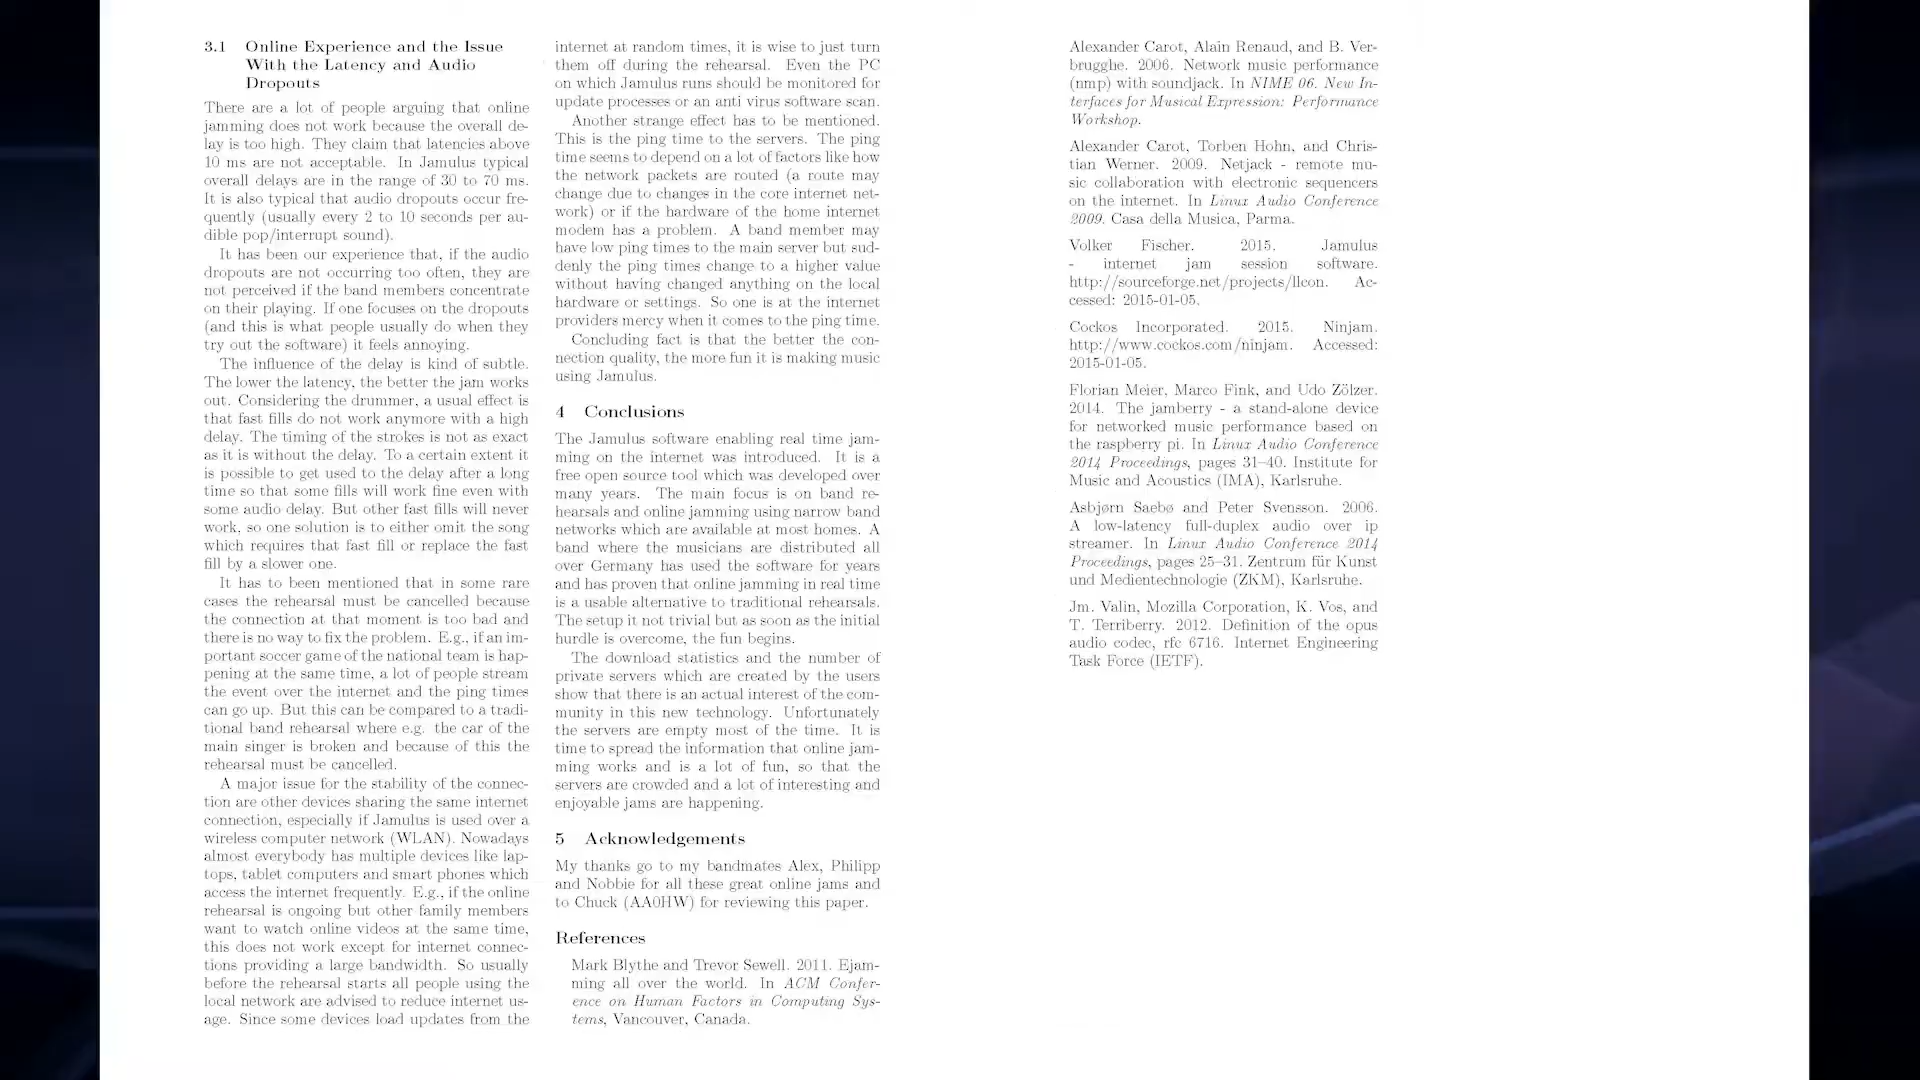 3.1 Online Experience and the Issue
With the Latency and Audio
Dropouts
There are a lot of people arguing that online
jamming does not work because the overall de-
lay is too high. They claim that latencies above
10 ms are not acceptable. In Jamulus typical
overall delays are in the range of 30 to 70 ms.
It is also typical that audio dropouts occur fre-
quently (usually every 2 to 10 seconds per au-
dible pop/interrupt sound).
It has been our experience that, if the audio
dropouts are not occurring too often, they are
not perceived if the band members concentrate
on their playing. If one focuses on the dropouts
(and this is what people usually do when they
try out the software) it feels annoying.
The influence of the delay is kind of subtle.
The lower the latency, the better the jam works
out. Considering the drummer, a usual effect is
that fast fills do not work anymore with a high
delay. The timing of the strokes is not as exact
as it is without the delay. To a certain extent it
is possible to get used to the delay after a long
time so that some fills will work fine even with
some audio delay. But other fast fills will never
work, so one solution is to either omit the song
which requires that fast fill or replace the fast
fill by a slower one.
It has to been mentioned that in some rare
cases the rehearsal must be cancelled because
the connection at that moment is too bad and
there is no way to fix the problem. E.g., if an im-
portant soccer game of the national team is hap-
pening at the same time, a lot of people stream
the event over the internet and the ping times
can go up. But this can be compared to a tradi-
tional band rehearsal where e.g. the car of the
main singer is broken and because of this the
rehearsal must be cancelled.
A major issue for the stability of the connec-
tion are other devices sharing the same internet
connection, especially if Jamulus is used over a
wireless computer network (WLAN). Nowadays
almost everybody has multiple devices like lap-
tops, tablet computers and smart phones which
access the internet frequently. E.g., if the online
rehearsal is ongoing but other family members
want to watch online videos at the same time,
this does not work except for internet connec-
tions providing a large bandwidth. So usually
before the rehearsal starts all people using the
local network are advised to reduce internet us-
age. Since some devices load updates from the
internet at random times, it is wise to just turn
them off during the rehearsal. Even the PC
on which Jamulus runs should be monitored for
update processes or an anti virus software scan.
Another strange effect has to be mentioned.
This is the ping time to the servers. The ping
time seems to depend on a lot of factors like how
the network packets are routed (a route may
change due to changes in the core internet net-
work) or if the hardware of the home internet
modem has a problem. A band member may
have low ping times to the main server but sud-
denly the ping times change to a higher value
without having changed anything on the local
hardware or settings. So one is at the internet
providers mercy when it comes to the ping time.
Concluding fact is that the better the con-
nection quality, the more fun it is making music
using Jamulus.
4 Conclusions
The Jamulus software enabling real time jam-
ming on the internet was introduced. It is a
free open source tool which was developed over
many years. The main focus is on band re-
hearsals and online jamming using narrow band
networks which are available at most homes. A
band where the musicians are distributed all
over Germany has used the software for years
and has proven that online jamming in real time
is a usable alternative to traditional rehearsals.
The setup it not trivial but as soon as the initial
hurdle is overcome, the fun begins.
The download statistics and the number of
private servers which are created by the users
show that there is an actual interest of the com-
munity in this new technology. Unfortunately
the servers are empty most of the time. It is
time to spread the information that online jam-
ming works and is a lot of fun, so that the
servers are crowded and a lot of interesting and
enjoyable jams are happening.
5 Acknowledgements
My thanks go to my bandmates Alex, Philipp
and Nobbie for all these great online jams and
to Chuck (AA0HW) for reviewing this paper.
References
Mark Blythe and Trevor Sewell. 2011. Ejam-
ming all over the world. In ACM Confer-
ence on Human Factors in Computing Sys-
tems, Vancouver, Canada.
Alexander Carot, Alain Renaud, and B. Ver-
brugghe. 2006. Network music performance
(nmp) with soundjack. In NIME 06. New In-
terfaces for Musical Expression: Performance
Workshop.
Alexander Carot, Torben Hohn, and Chris-
tian Werner. 2009. Netjack - remote mu-
sic collaboration with electronic sequencers
on the internet. In Linux Audio Conference
2009. Casa della Musica, Parma.
Volker Fischer. 2015. Jamulus
- internet jam session software.
http://sourceforge.net/projects/llcon. Ac-
cessed: 2015-01-05.
Cockos Incorporated. 2015. Ninjam.
http://www.cockos.com/ninjam. Accessed:
2015-01-05.
Florian Meier, Marco Fink, and Udo Zölzer.
2014. The jamberry - a stand-alone device
for networked music performance based on
the raspberry pi. In Linux Audio Conference
2014 Proceedings, pages 31–40. Institute for
Music and Acoustics (IMA), Karlsruhe.
Asbjørn Saebø and Peter Svensson. 2006.
A low-latency full-duplex audio over ip
streamer. In Linux Audio Conference 2014
Proceedings, pages 25–31. Zentrum für Kunst
und Medientechnologie (ZKM), Karlsruhe.
Jm. Valin, Mozilla Corporation, K. Vos, and
T. Terriberry. 2012. Definition of the opus
audio codec, rfc 6716. Internet Engineering
Task Force (IETF).